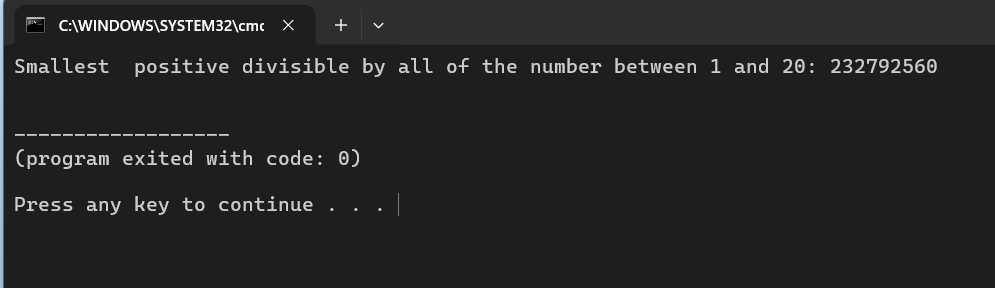 C:\WINDOWS\SYSTEM32\cmc
Smallest  positive divisible by all of the number between 1 and 20: 232792560
------------------
(program exited with code: 0)
Press any key to continue . . .